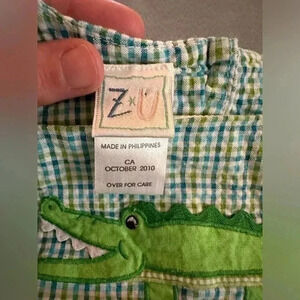 Z x U
MADE IN PHILIPPINES
CA
OCTOBER 2010
OVER FOR CARE